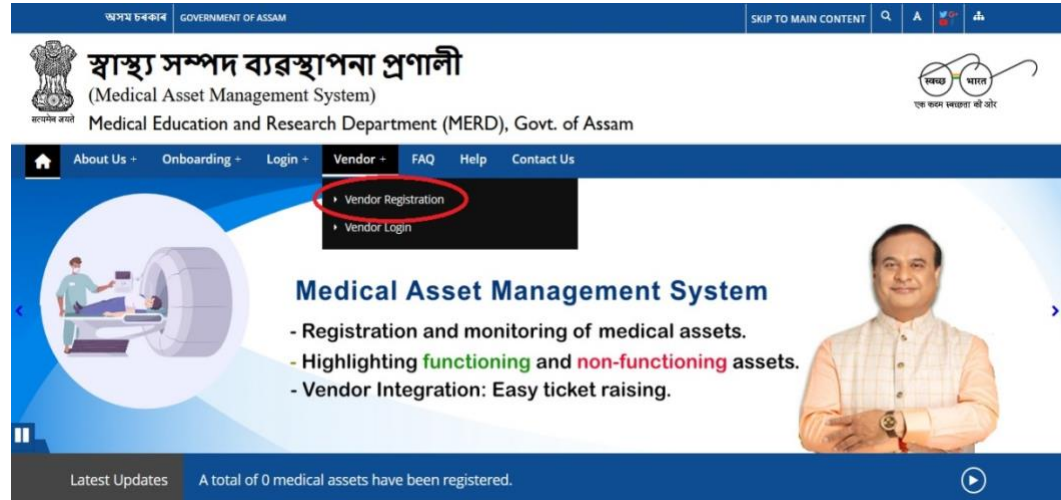 অসম চৰকাৰ GOVERNMENT OF ASSAM SKIP TO MAIN CONTENT A
স্বাস্থ্য সম্পদ ব্যৱস্থাপনা প্ৰণালী
(Medical Asset Management System)
Medical Education and Research Department (MERD), Govt. of Assam
सत्यमेव जयते
स्वच्छ भारत
एक कदम स्वच्छता की ओर
About Us + Onboarding + Login + Vendor + FAQ Help Contact Us
Vendor Registration
Vendor Login
Medical Asset Management System
- Registration and monitoring of medical assets.
- Highlighting functioning and non-functioning assets.
- Vendor Integration: Easy ticket raising.
Latest Updates A total of 0 medical assets have been registered.